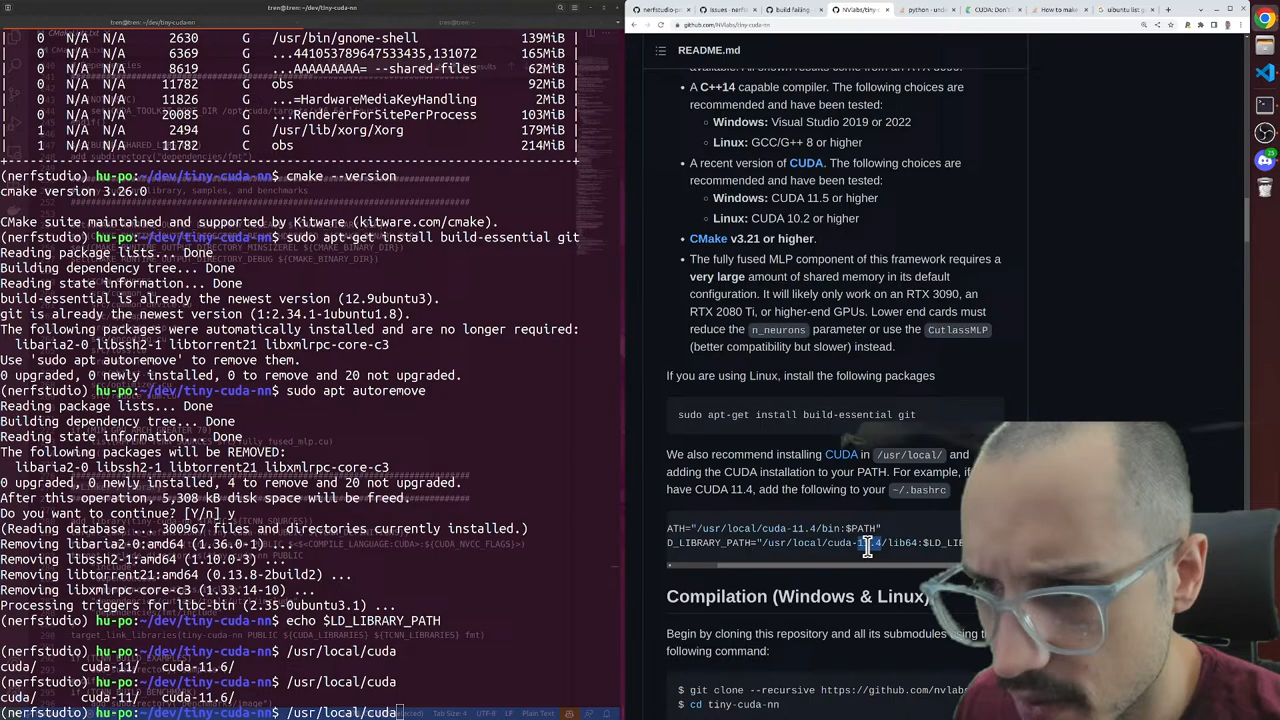 tren@hu-po:~/dev/tiny-cuda-nn
tren@hu-po:~/dev/tiny-cuda-nn
0 N/A N/A 2630 G /usr/bin/gnome-shell 139MiB
0 N/A N/A 6369 G ...44105378647533435,131072 165MiB
0 N/A N/A 8619 G ...AAAAAAAAA= --shared-files 62MiB
0 N/A N/A 11782 G obs 92MiB
0 N/A N/A 11826 G ...=HardwareMediaKeyHandling 2MiB
0 N/A N/A 20085 G ...RendererForSitePerProcess 103MiB
1 N/A N/A 2494 G /usr/lib/xorg/Xorg 179MiB
1 N/A N/A 11782 C obs 214MiB
(nerfstudio) hu-po:~/dev/tiny-cuda-nn$ cmake --version
cmake version 3.26.0
CMake suite maintained and supported by Kitware (kitware.com/cmake).
(nerfstudio) hu-po:~/dev/tiny-cuda-nn$ sudo apt-get install build-essential git
Reading package lists... Done
Building dependency tree... Done
Reading state information... Done
build-essential is already the newest version (12.9ubuntu3).
git is already the newest version (1:2.34.1-1ubuntu1.8).
The following packages were automatically installed and are no longer required:
libaria2-0 libssh2-1 libtorrent21 libxmlrpc-core-c3
Use 'sudo apt autoremove' to remove them.
0 upgraded, 0 newly installed, 0 to remove and 20 not upgraded.
(nerfstudio) hu-po:~/dev/tiny-cuda-nn$ sudo apt autoremove
Reading package lists... Done
Building dependency tree... Done
Reading state information... Done
The following packages will be REMOVED:
libaria2-0 libssh2-1 libtorrent21 libxmlrpc-core-c3
0 upgraded, 0 newly installed, 4 to remove and 20 not upgraded.
After this operation, 5,308 kB disk space will be freed.
Do you want to continue? [Y/n] y
(Reading database ... 300967 files and directories currently installed.)
Removing libaria2-0:amd64 (1.36.0-1) ...
Removing libssh2-1:amd64 (1.10.0-3) ...
Removing libtorrent21:amd64 (0.13.8-2build2) ...
Removing libxmlrpc-core-c3:amd64 (1.33.14-10) ...
Processing triggers for libc-bin (2.35-0ubuntu3.1) ...
(nerfstudio) hu-po:~/dev/tiny-cuda-nn$ echo $LD_LIBRARY_PATH
(nerfstudio) hu-po:~/dev/tiny-cuda-nn$ /usr/local/cuda
cuda/ cuda-11/ cuda-11.6/
(nerfstudio) hu-po:~/dev/tiny-cuda-nn$ /usr/local/cuda
cuda/ cuda-11/ cuda-11.6/
(nerfstudio) hu-po:~/dev/tiny-cuda-nn$ /usr/local/cuda
github.com/NVlabs/tiny-cuda-nn
README.md
• A C++14 capable compiler. The following choices are
recommended and have been tested:
Windows: Visual Studio 2019 or 2022
Linux: GCC/G++ 8 or higher
• A recent version of CUDA. The following choices are
recommended and have been tested:
Windows: CUDA 11.5 or higher
Linux: CUDA 10.2 or higher
• CMake v3.21 or higher.
• The fully fused MLP component of this framework requires a
very large amount of shared memory in its default
configuration. It will likely only work on an RTX 3090, an
RTX 2080 Ti, or higher-end GPUs. Lower end cards must
reduce the n_neurons parameter or use the CutlassMLP
(better compatibility but slower) instead.
If you are using Linux, install the following packages
sudo apt-get install build-essential git
We also recommend installing CUDA in /usr/local/ and
adding the CUDA installation to your PATH. For example, if
have CUDA 11.4, add the following to your ~/.bashrc
ATH="/usr/local/cuda-11.4/bin:$PATH"
D_LIBRARY_PATH="/usr/local/cuda-11.4/lib64:$LD_LIB
Compilation (Windows & Linux)
Begin by cloning this repository and all its submodules using the
following command:
$ git clone --recursive https://github.com/nvlabs
$ cd tiny-cuda-nn